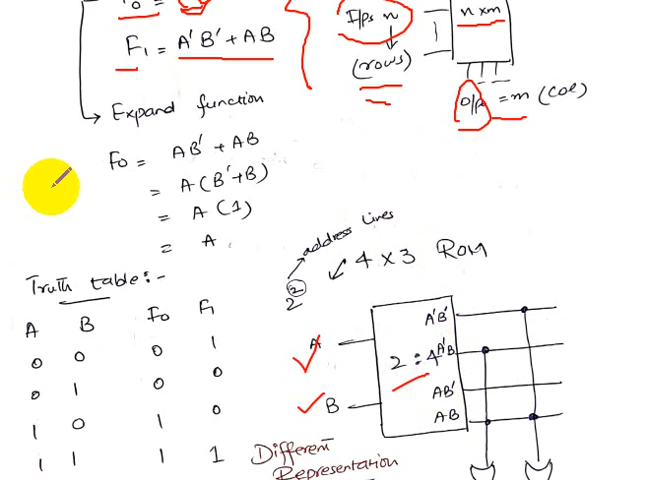 F₁ = A'B' + AB
I/ps n
(rows)
n x m
O/p = m (Col)
Expand function
F₀ = AB' + AB
= A(B'+B)
= A(1)
= A
address lines
2²
4 x 3 ROM
Truth table:-
A B F₀ F₁
0 0 0 1
0 1 0 0
1 0 1 0
1 1 1 1
A
B
2:4
A'B'
A'B
AB'
AB
Different
Representation